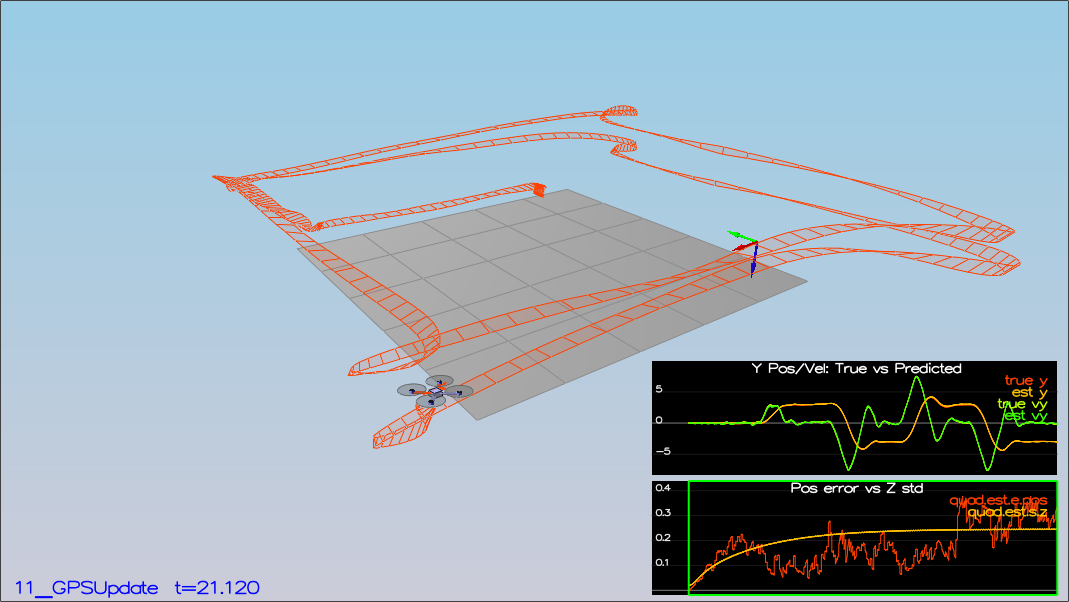 Y Pos/Vel: True vs Predicted
true y
5
est y
true vy
est vy
0
−5
Pos error vs Z std
0.4
quad.est.e.pos
quad.est.s.z
0.3
0.2
0.1
11__GPSUpdate t=21.120